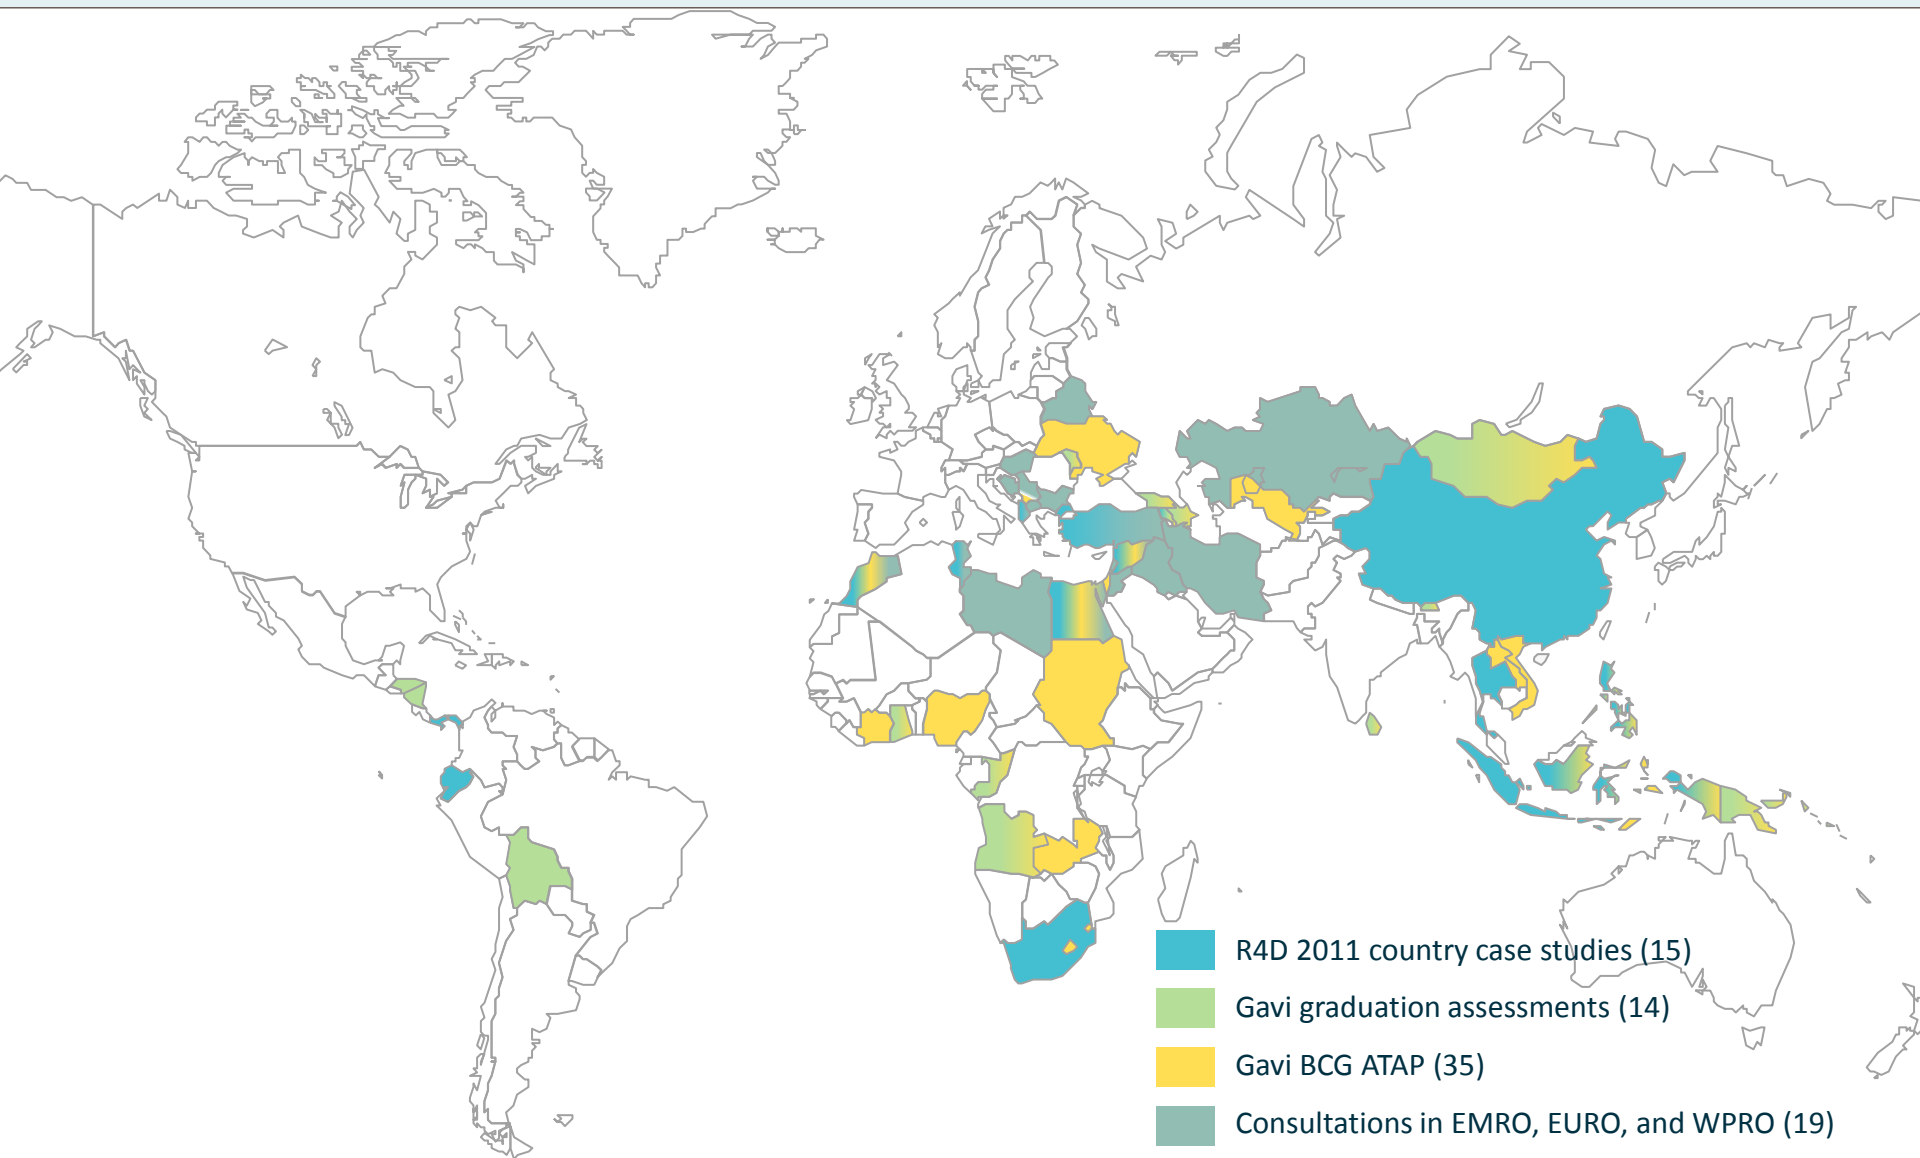 R4D 2011 country case studies (15)
Gavi graduation assessments (14)
Gavi BCG ATAP (35)
Consultations in EMRO, EURO, and WPRO (19)